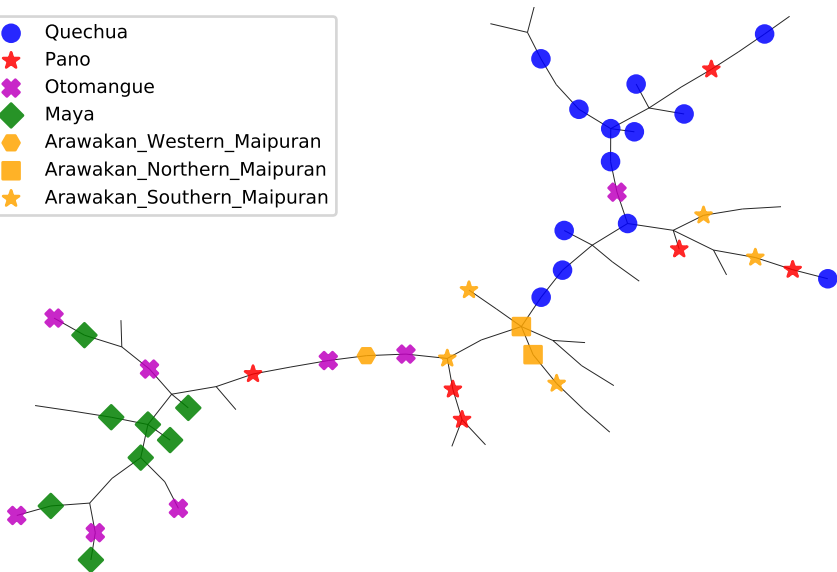 Quechua
Pano
Otomangue
Maya
Arawakan_Western_Maipuran
Arawakan_Northern_Maipuran
Arawakan_Southern_Maipuran